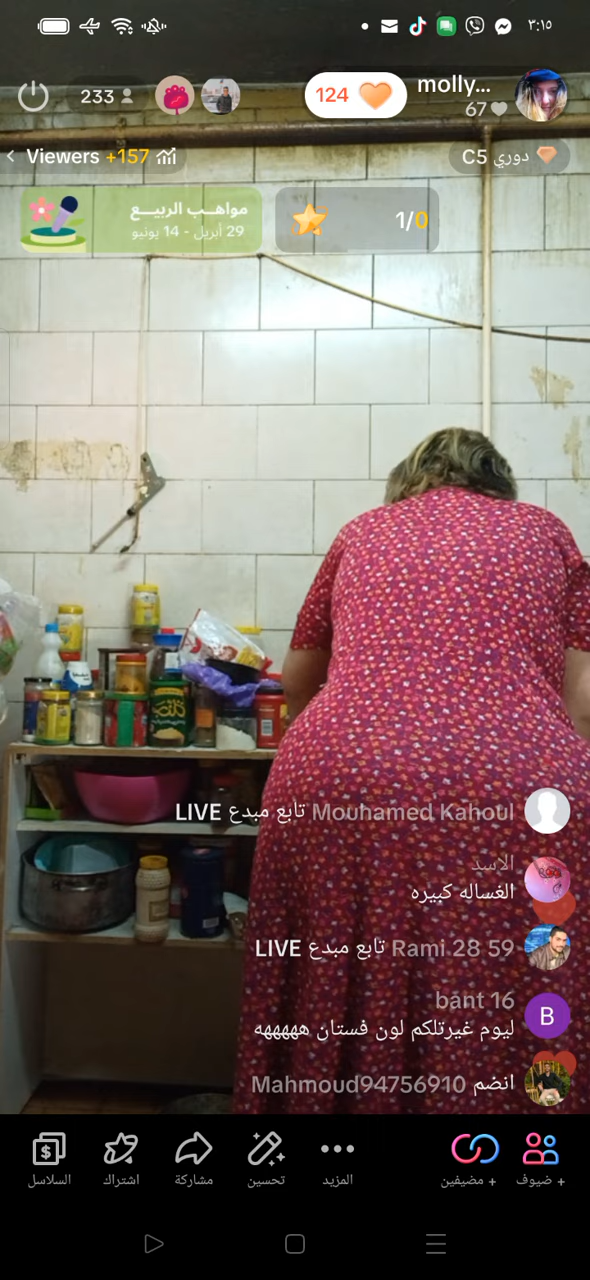 ٣:١٥
233
124
molly...
67
Viewers +157
دوري C5
مواهب الربيع
29 أبريل - 14 يونيو
1/0
Mouhamed Kahoul تابع مبدع LIVE
الاسد
الغساله كبيره
Rami 28 59 تابع مبدع LIVE
bant 16
B
ليوم غيرتلكم لون فستان هههههه
Mahmoud94756910 انضم
+ ضيوف
+ مضيفين
المزيد
تحسين
مشاركة
اشتراك
السلاسل